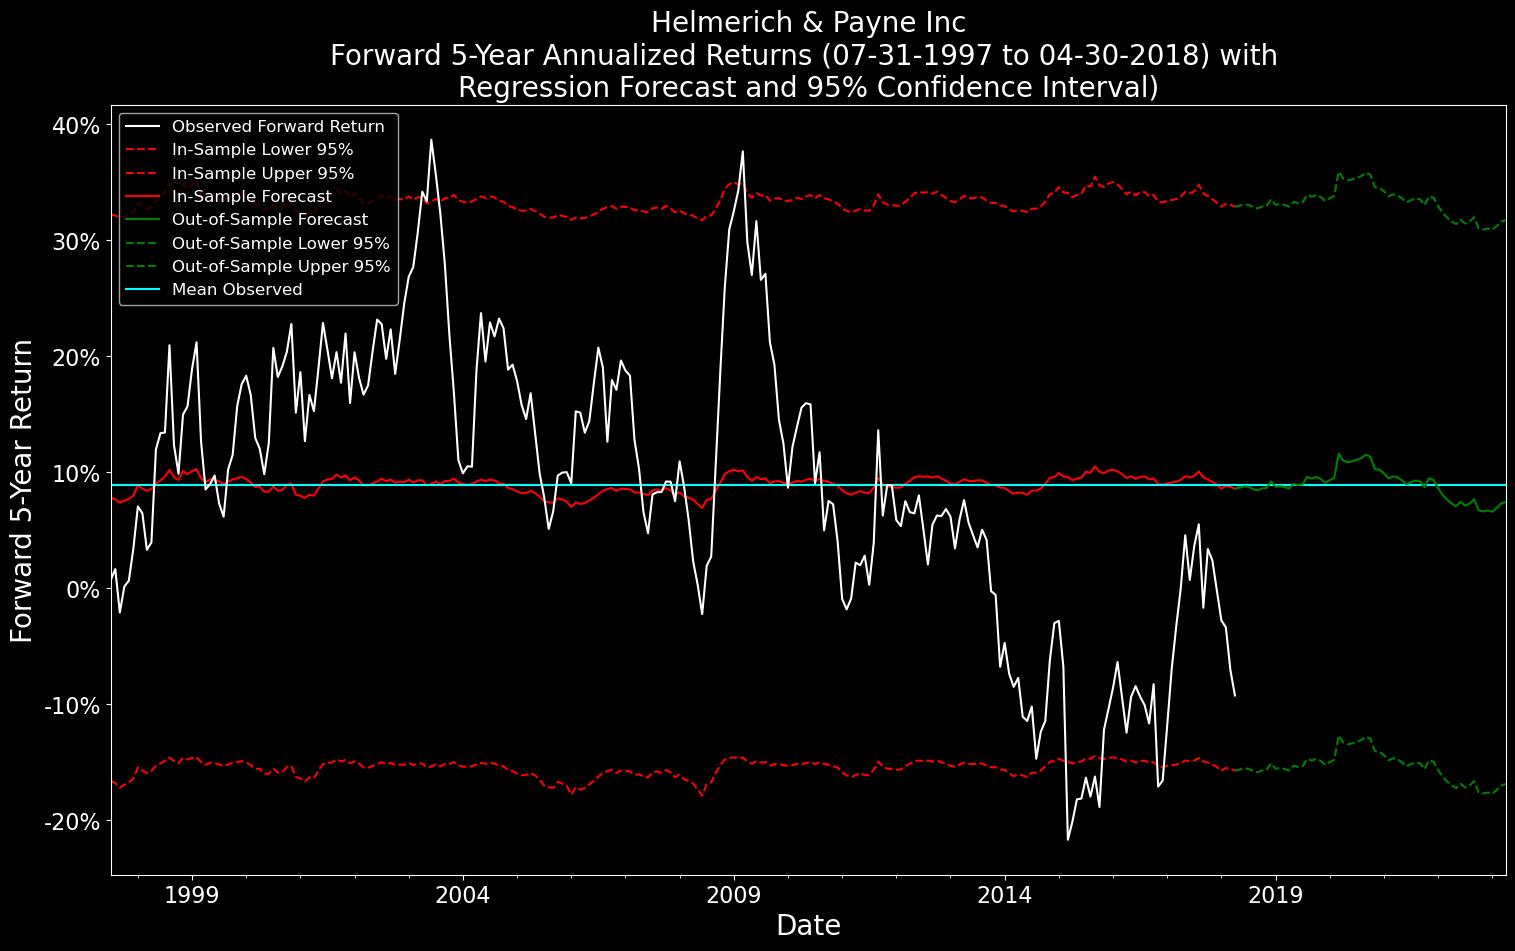 Helmerich & Payne Inc
Forward 5-Year Annualized Returns (07-31-1997 to 04-30-2018) with
Regression Forecast and 95% Confidence Interval)
Observed Forward Return
In-Sample Lower 95%
In-Sample Upper 95%
In-Sample Forecast
Out-of-Sample Forecast
Out-of-Sample Lower 95%
Out-of-Sample Upper 95%
Mean Observed
Forward 5-Year Return
40%
30%
20%
10%
0%
-10%
-20%
1999
2004
2009
2014
2019
Date